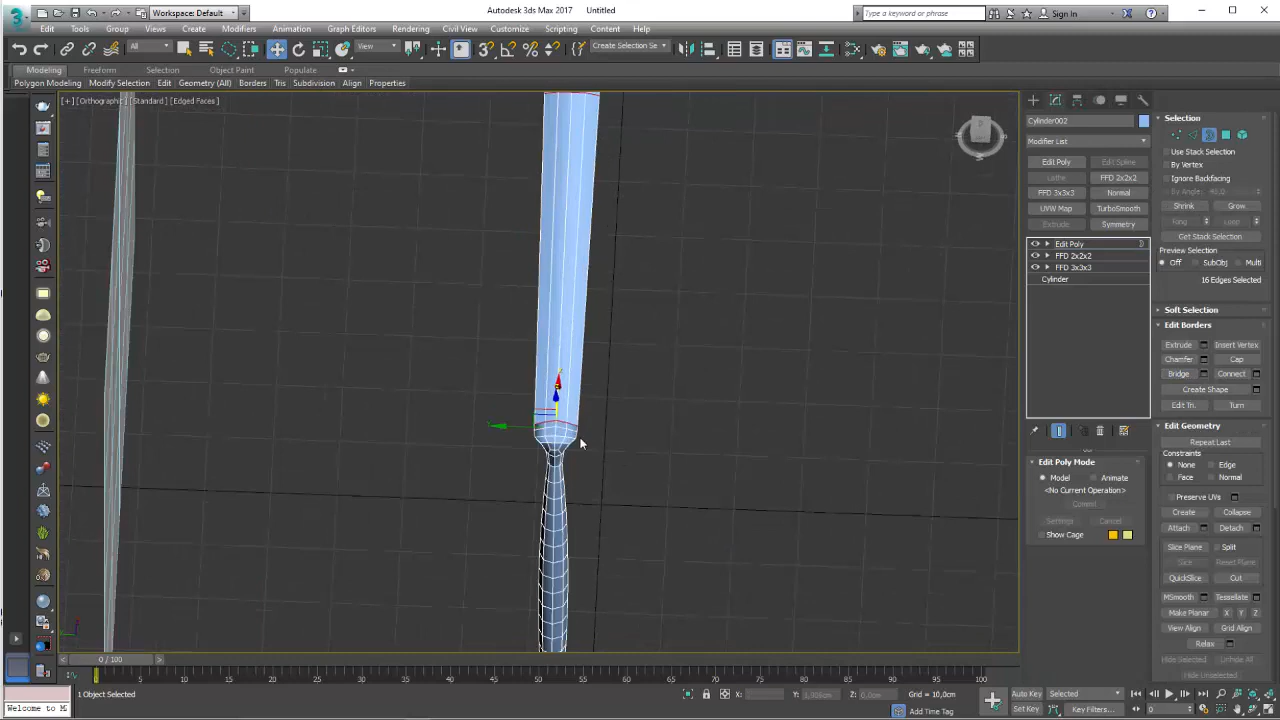 Workspace: Default
Autodesk 3ds Max 2017 Untitled
Type a keyword or phrase
Sign In
Edit Tools Group Views Create Modifiers Animation Graph Editors Rendering Civil View Customize Scripting Content Help
All
View
Create Selection Se
Modeling Freeform Selection Object Paint Populate
Polygon Modeling Modify Selection Edit Geometry (All) Borders Tris Subdivision Align Properties
[+] [Orthographic] [Standard] [Edged Faces]
Cylinder002
Modifier List
Edit Poly Edit Spline
Lathe FFD 2x2x2
FFD 3x3x3 Normal
UVW Map TurboSmooth
Extrude Symmetry
Edit Poly
FFD 2x2x2
FFD 3x3x3
Cylinder
Edit Poly Mode
Model Animate
<No Current Operation>
Commit
Settings Cancel
Show Cage
Selection
Use Stack Selection
By Vertex
Ignore Backfacing
By Angle: 45,0
Shrink Grow
Ring Loop
Get Stack Selection
Preview Selection
Off SubObj Multi
16 Edges Selected
Soft Selection
Edit Borders
Extrude Insert Vertex
Chamfer Cap
Bridge Connect
Create Shape
Edit Tri. Turn
Edit Geometry
Repeat Last
Constraints
None Edge
Face Normal
Preserve UVs
Create Collapse
Attach Detach
Slice Plane Split
Slice Reset Plane
QuickSlice Cut
MSmooth Tessellate
Make Planar X Y Z
View Align Grid Align
Relax
Hide Selected Unhide All
Hide Unselected
0 / 100
0 5 10 15 20 25 30 35 40 45 50 55 60 65 70 75 80 85 90 95 100
1 Object Selected
X: Y: Z: 0,0cm Grid = 10,0cm
Auto Key Selected
Welcome to M
Add Time Tag
Set Key Key Filters... 0